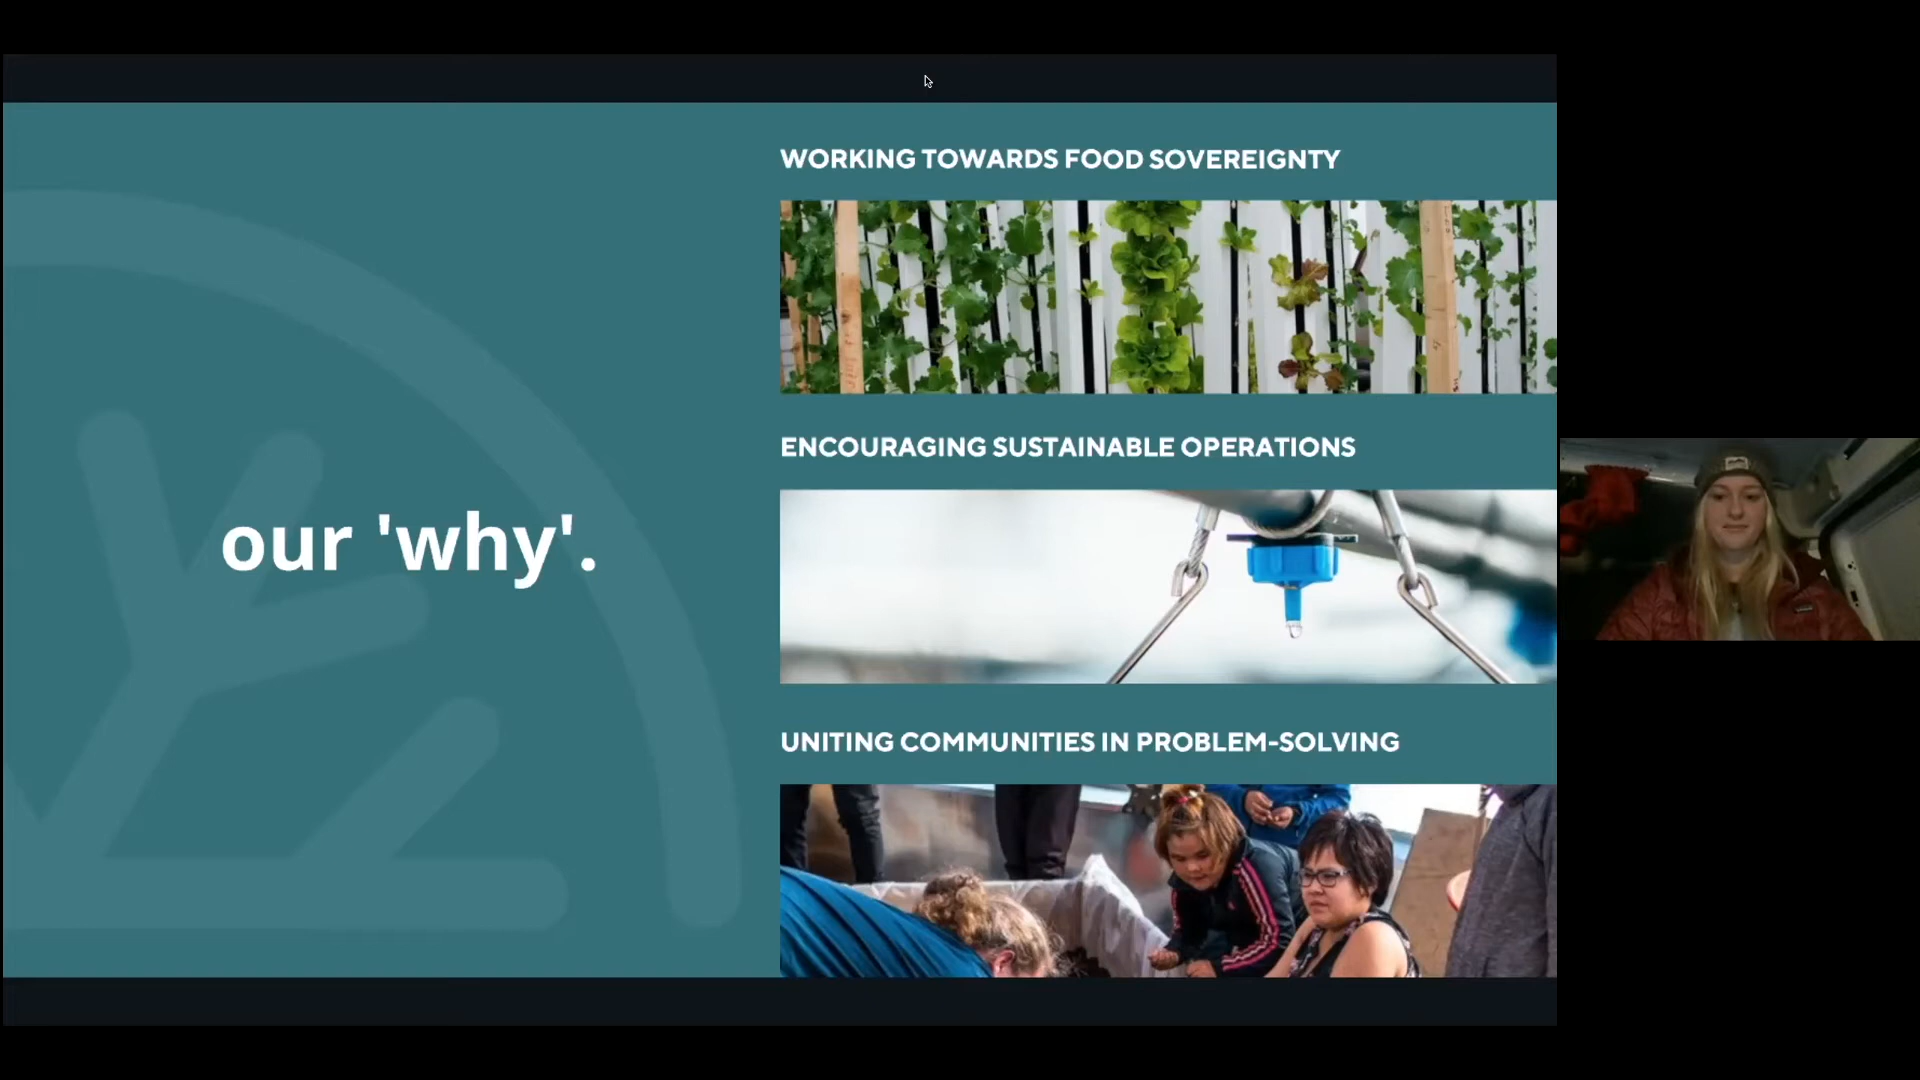 our 'why'.
WORKING TOWARDS FOOD SOVEREIGNTY
ENCOURAGING SUSTAINABLE OPERATIONS
UNITING COMMUNITIES IN PROBLEM-SOLVING